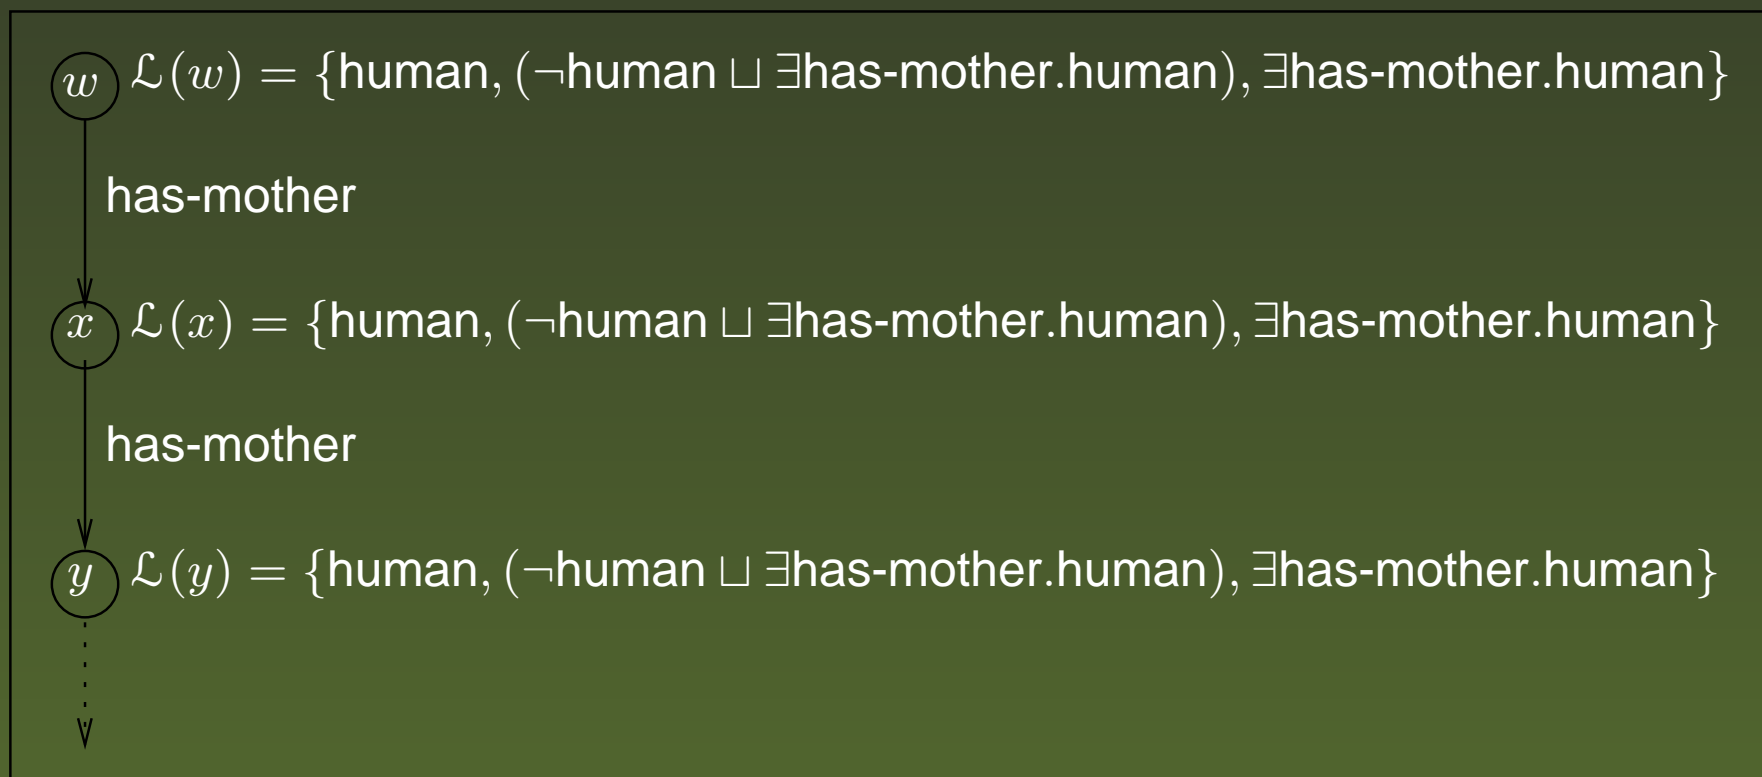 w ℒ(w) = {human, (¬human ⊔ ∃has-mother.human), ∃has-mother.human}
has-mother
x ℒ(x) = {human, (¬human ⊔ ∃has-mother.human), ∃has-mother.human}
has-mother
y ℒ(y) = {human, (¬human ⊔ ∃has-mother.human), ∃has-mother.human}